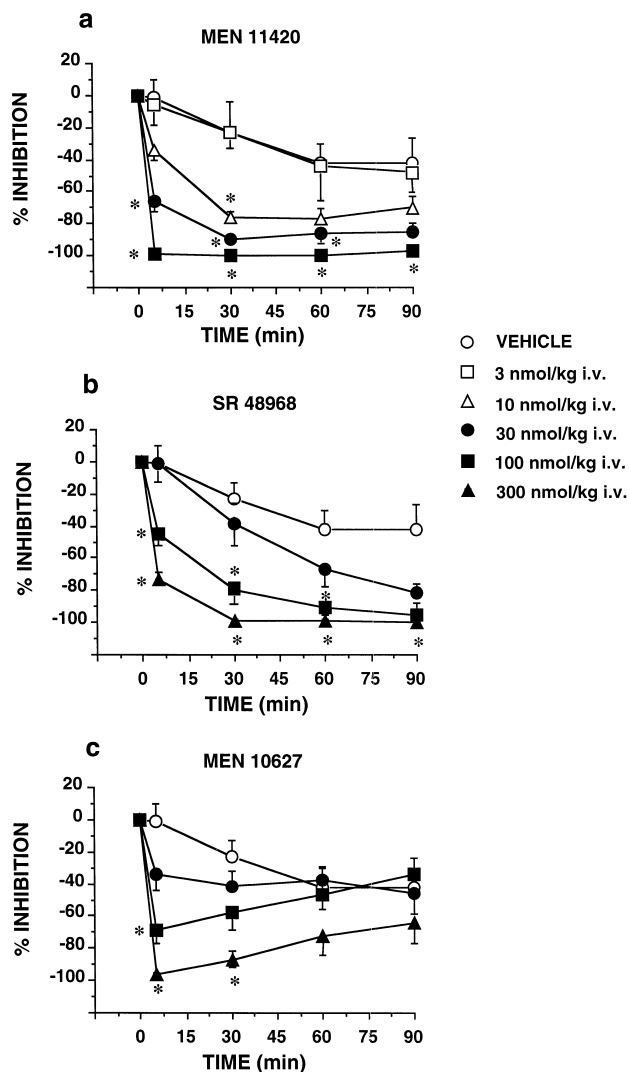 a
MEN 11420
% INHIBITION
20
0
-20
-40
-60
-80
-100
*
*
*
*
*
*
*
*
0 15 30 45 60 75 90
TIME (min)
VEHICLE
3 nmol/kg i.v.
10 nmol/kg i.v.
30 nmol/kg i.v.
100 nmol/kg i.v.
300 nmol/kg i.v.
b
SR 48968
% INHIBITION
20
0
-20
-40
-60
-80
-100
*
*
*
*
*
*
*
0 15 30 45 60 75 90
TIME (min)
c
MEN 10627
% INHIBITION
20
0
-20
-40
-60
-80
-100
*
*
*
0 15 30 45 60 75 90
TIME (min)